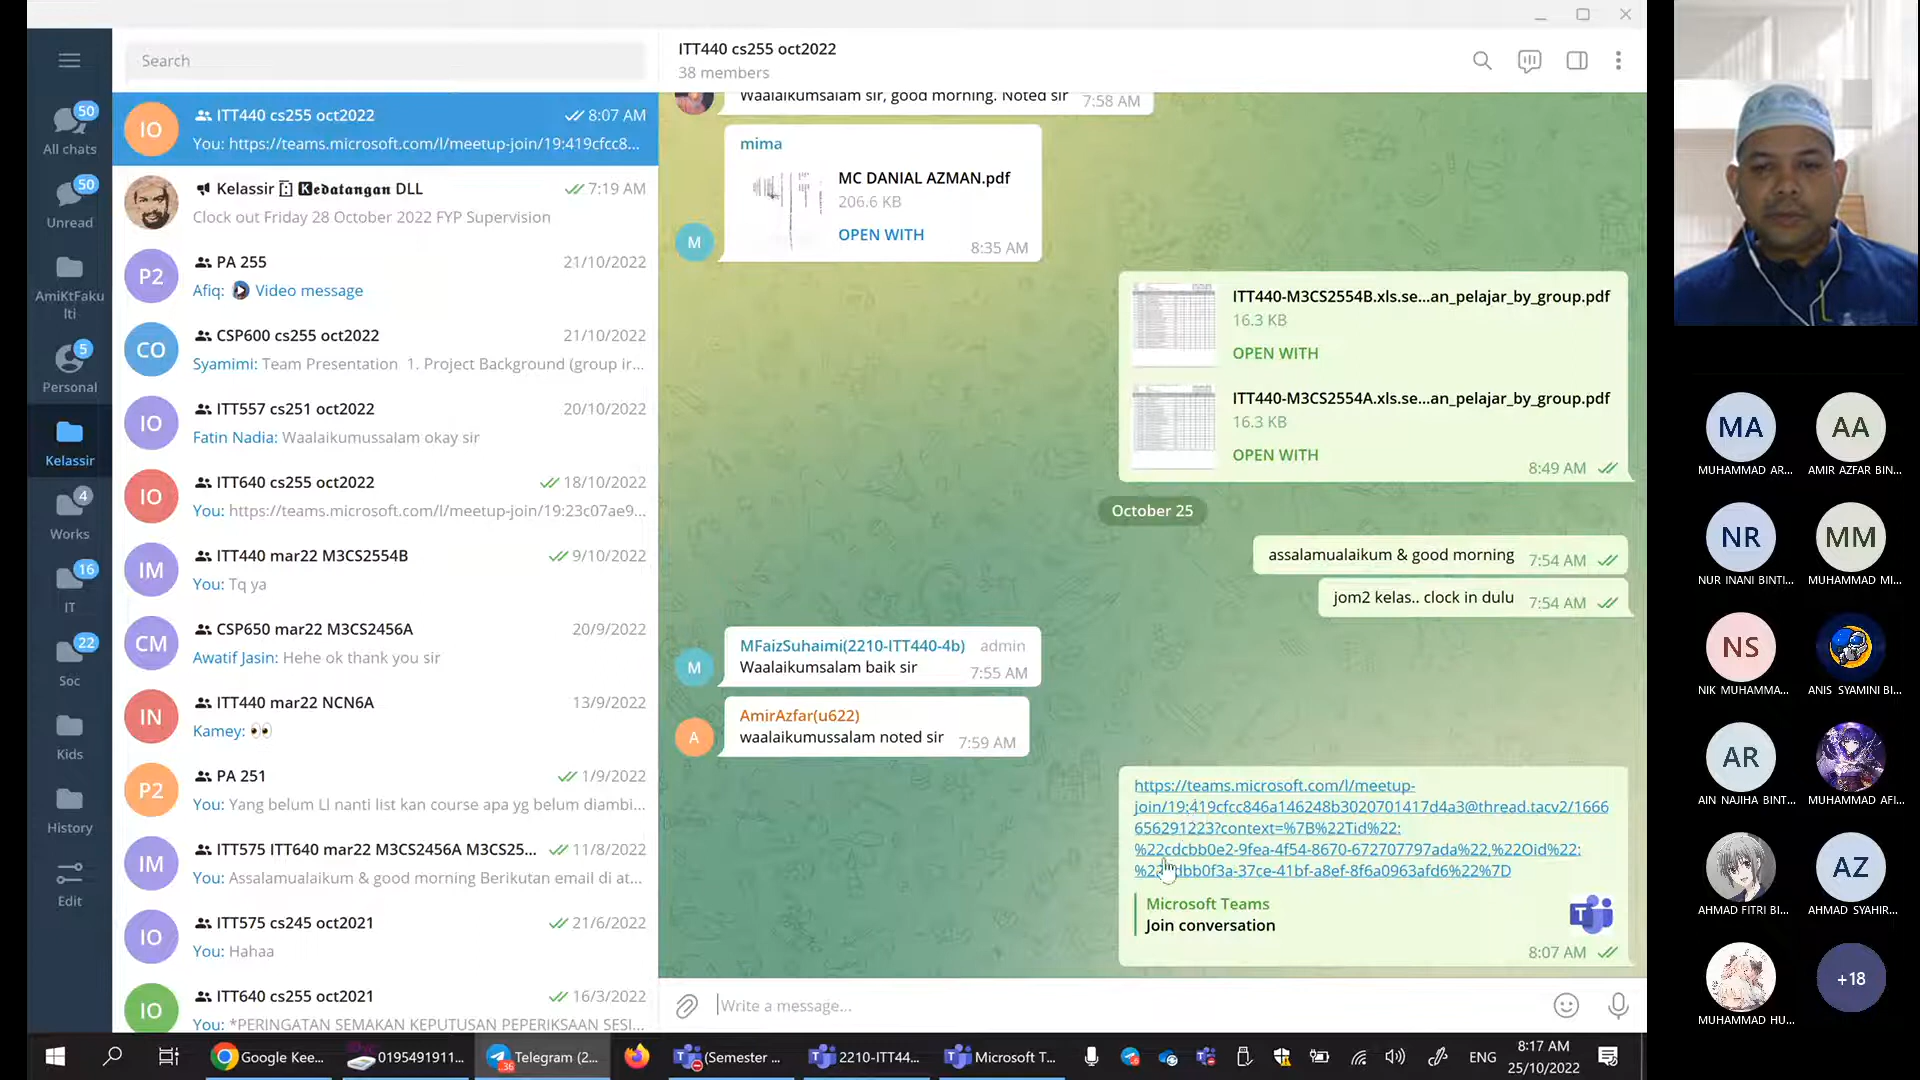 Search
ITT440 cs255 oct2022
38 members
50
All chats
50
Unread
AmiKtFaku
lti
5
Personal
Kelassir
4
Works
16
IT
22
Soc
Kids
History
Edit
IO
ITT440 cs255 oct2022
8:07 AM
You: https://teams.microsoft.com/l/meetup-join/19:419cfcc8...
Kelassir 🅺𝖊𝖉𝖆𝖙𝖆𝖓𝖌𝖆𝖓 DLL
7:19 AM
Clock out Friday 28 October 2022 FYP Supervision
P2
PA 255
21/10/2022
Afiq: Video message
CO
CSP600 cs255 oct2022
21/10/2022
Syamimi: Team Presentation 1. Project Background (group ir...
IO
ITT557 cs251 oct2022
20/10/2022
Fatin Nadia: Waalaikumussalam okay sir
IO
ITT640 cs255 oct2022
18/10/2022
You: https://teams.microsoft.com/l/meetup-join/19:23c07ae9...
IM
ITT440 mar22 M3CS2554B
9/10/2022
You: Tq ya
CM
CSP650 mar22 M3CS2456A
20/9/2022
Awatif Jasin: Hehe ok thank you sir
IN
ITT440 mar22 NCN6A
13/9/2022
Kamey: 👀
P2
PA 251
1/9/2022
You: Yang belum LI nanti list kan course apa yg belum diambi...
IM
ITT575 ITT640 mar22 M3CS2456A M3CS25...
11/8/2022
You: Assalamualaikum & good morning Berikutan email di at...
IO
ITT575 cs245 oct2021
21/6/2022
You: Hahaa
IO
ITT640 cs255 oct2021
16/3/2022
You: *PERINGATAN SEMAKAN KEPUTUSAN PEPERIKSAAN SESI...
Waalaikumsalam sir, good morning. Noted sir 7:58 AM
mima
MC DANIAL AZMAN.pdf
206.6 KB
OPEN WITH
8:35 AM
M
ITT440-M3CS2554B.xls.se...an_pelajar_by_group.pdf
16.3 KB
OPEN WITH
ITT440-M3CS2554A.xls.se...an_pelajar_by_group.pdf
16.3 KB
OPEN WITH
8:49 AM
October 25
assalamualaikum & good morning 7:54 AM
jom2 kelas.. clock in dulu 7:54 AM
MFaizSuhaimi(2210-ITT440-4b) admin
M
Waalaikumsalam baik sir 7:55 AM
AmirAzfar(u622)
A
waalaikumussalam noted sir 7:59 AM
https://teams.microsoft.com/l/meetup-
join/19:419cfcc846a146248b3020701417d4a3@thread.tacv2/1666
656291223?context=%7B%22Tid%22:
%22cdcbb0e2-9fea-4f54-8670-672707797ada%22,%22Oid%22:
dbb0f3a-37ce-41bf-a8ef-8f6a0963afd6%22%7D
Microsoft Teams
Join conversation
8:07 AM
Write a message...
MA
MUHAMMAD AR...
AA
AMIR AZFAR BIN...
NR
NUR INANI BINTI...
MM
MUHAMMAD MI...
NS
NIK MUHAMMA...
ANIS SYAMINI BI...
AR
AIN NAJIHA BINT...
MUHAMMAD AFI...
AHMAD FITRI BI...
AZ
AHMAD SYAHIR...
MUHAMMAD HU...
+18
Google Kee...
0195491911...
Telegram (2...
36
(Semester ...
2210-ITT44...
Microsoft T...
ENG
8:17 AM
25/10/2022